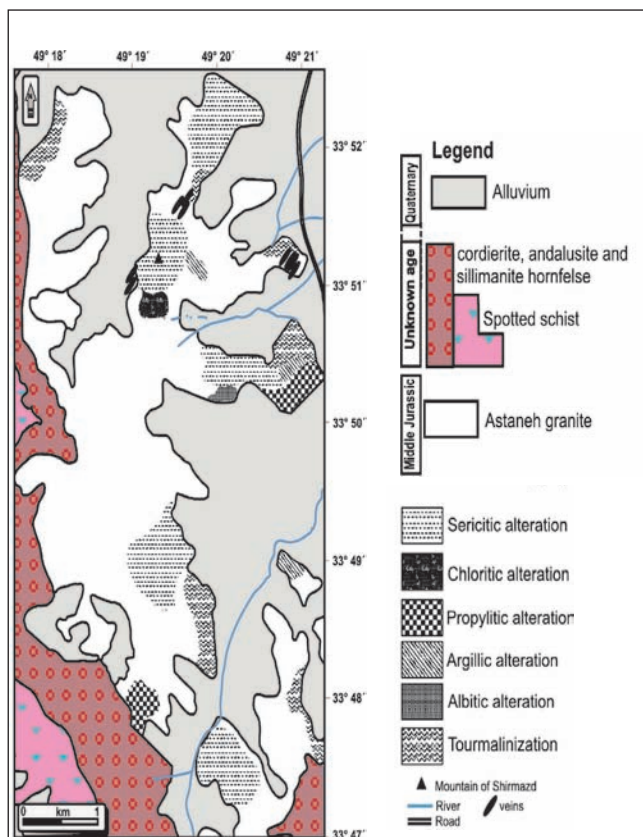 49° 18´ 49° 19´ 49° 20´ 49° 21´
33° 52´
33° 51´
33° 50´
33° 49´
33° 48´
33° 47´
0 km 1
Legend
Quaternary
Alluvium
Unknown age
cordierite, andalusite and
sillimanite hornfelse
Spotted schist
Middle Jurassic
Astaneh granite
Sericitic alteration
Chloritic alteration
Propylitic alteration
Argillic alteration
Albitic alteration
Tourmalinization
Mountain of Shirmazd
River
veins
Road